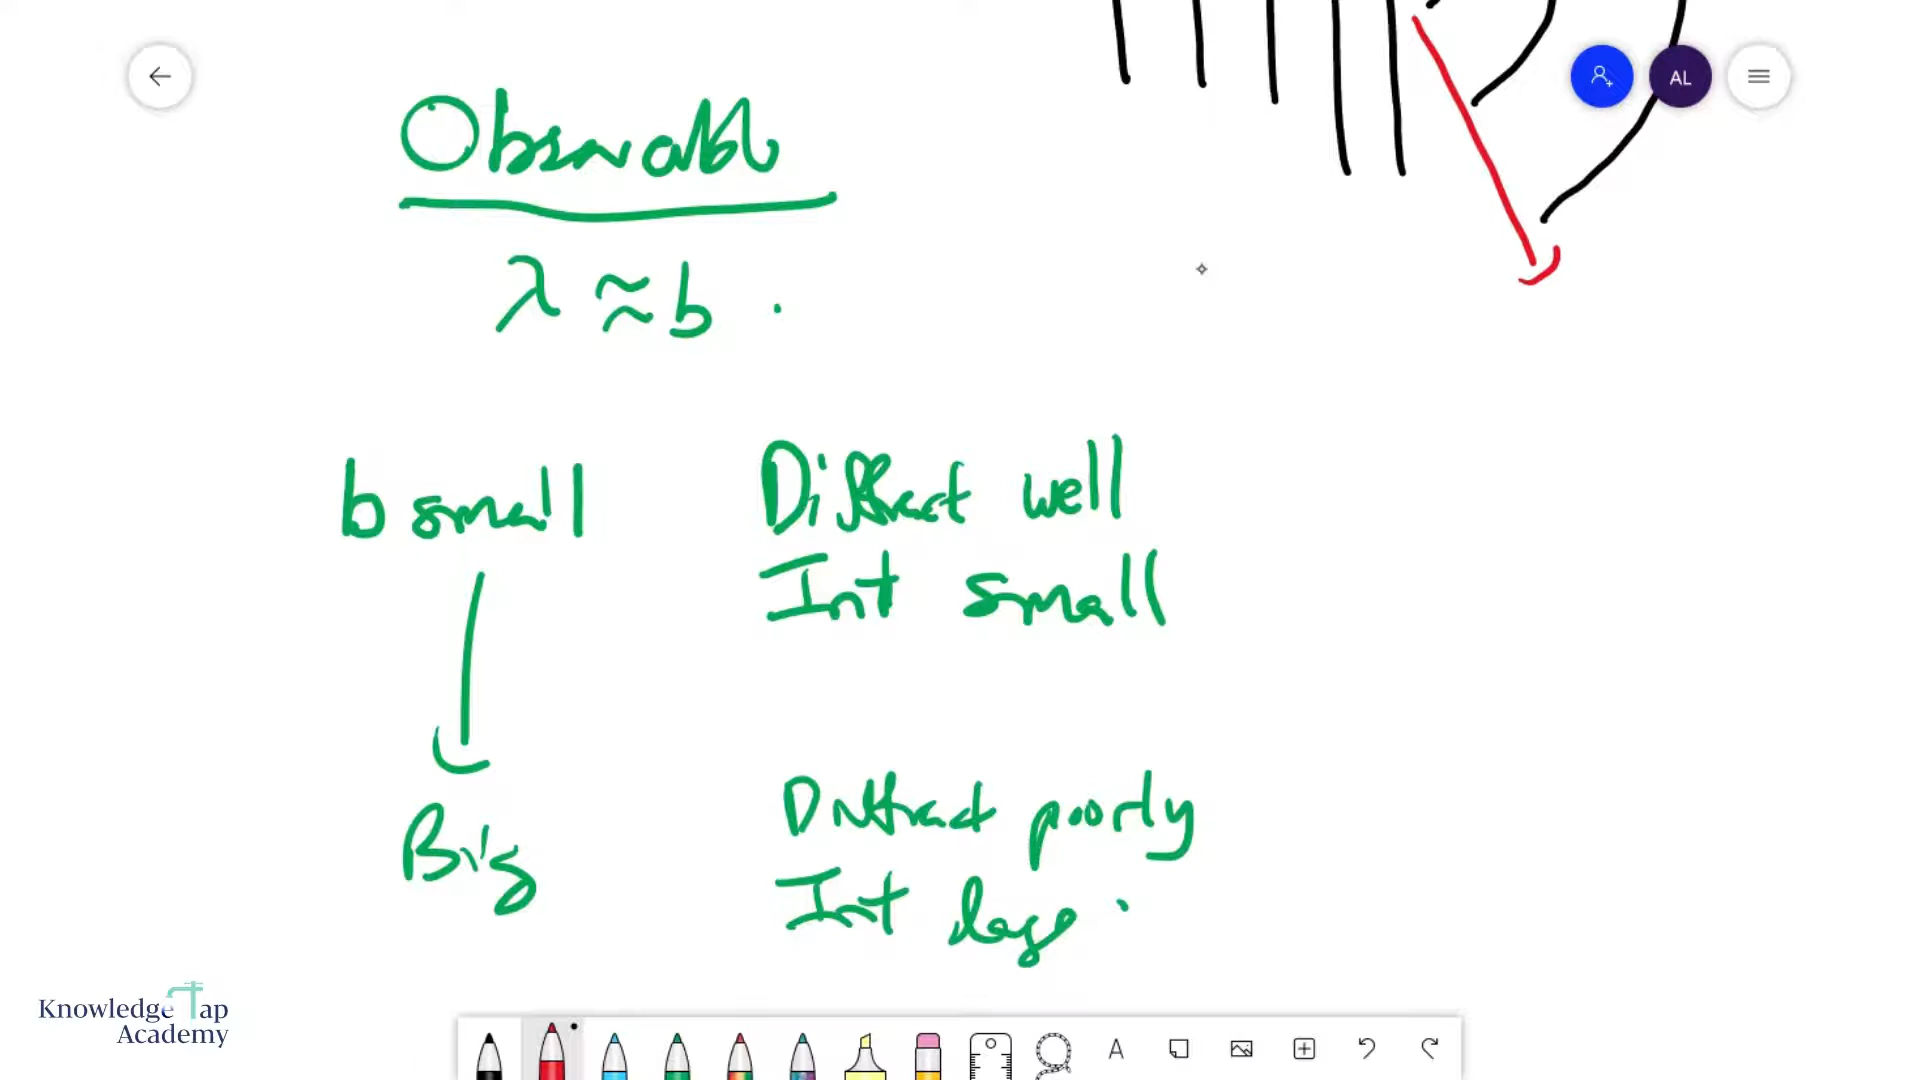 AL
Observable
λ ≈ b .
b small
Diffract well
Int small
Big
Diffract poorly
Int large .
Knowledge Tap
Academy
A